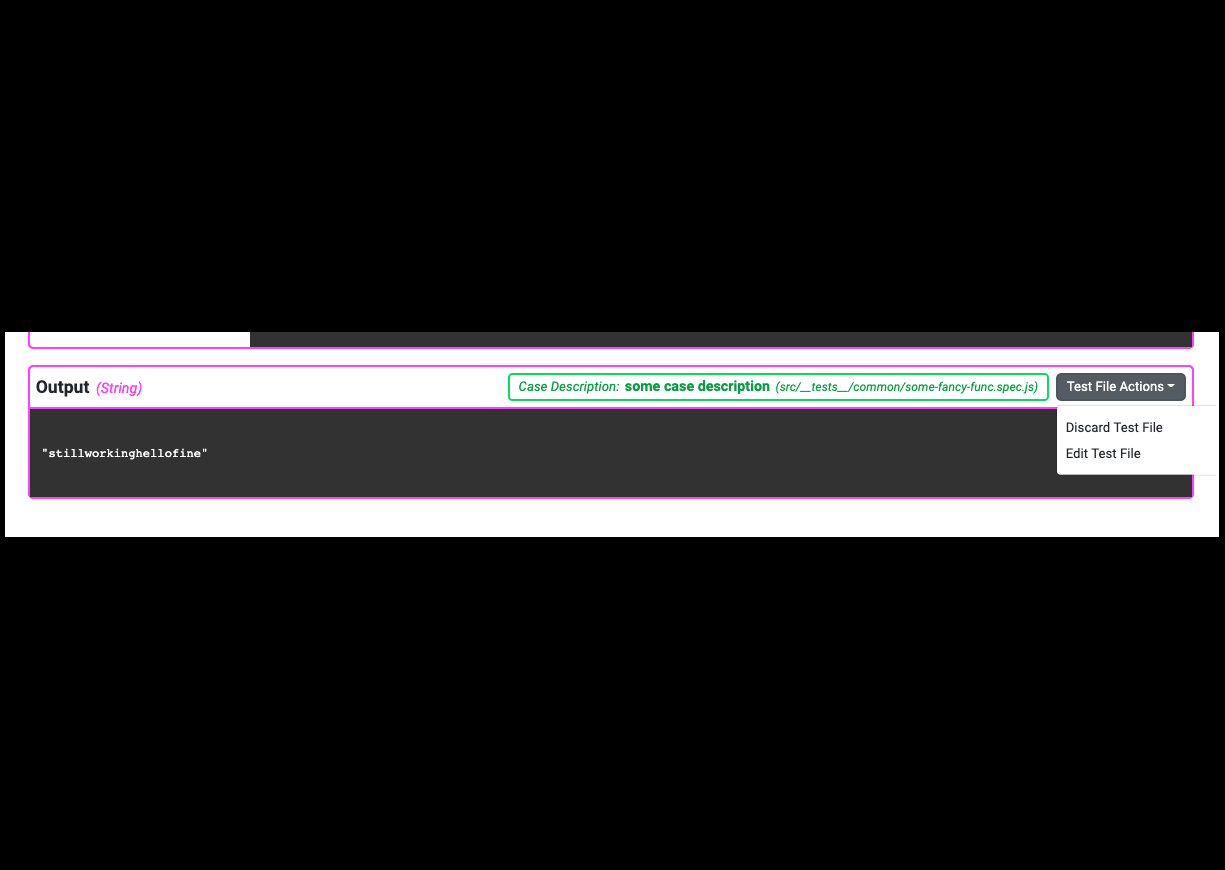 Output (String) Case Description: some case description (src/__tests__/common/some-fancy-func.spec.js) Test File Actions
Discard Test File
"stillworkinghellofine" Edit Test File